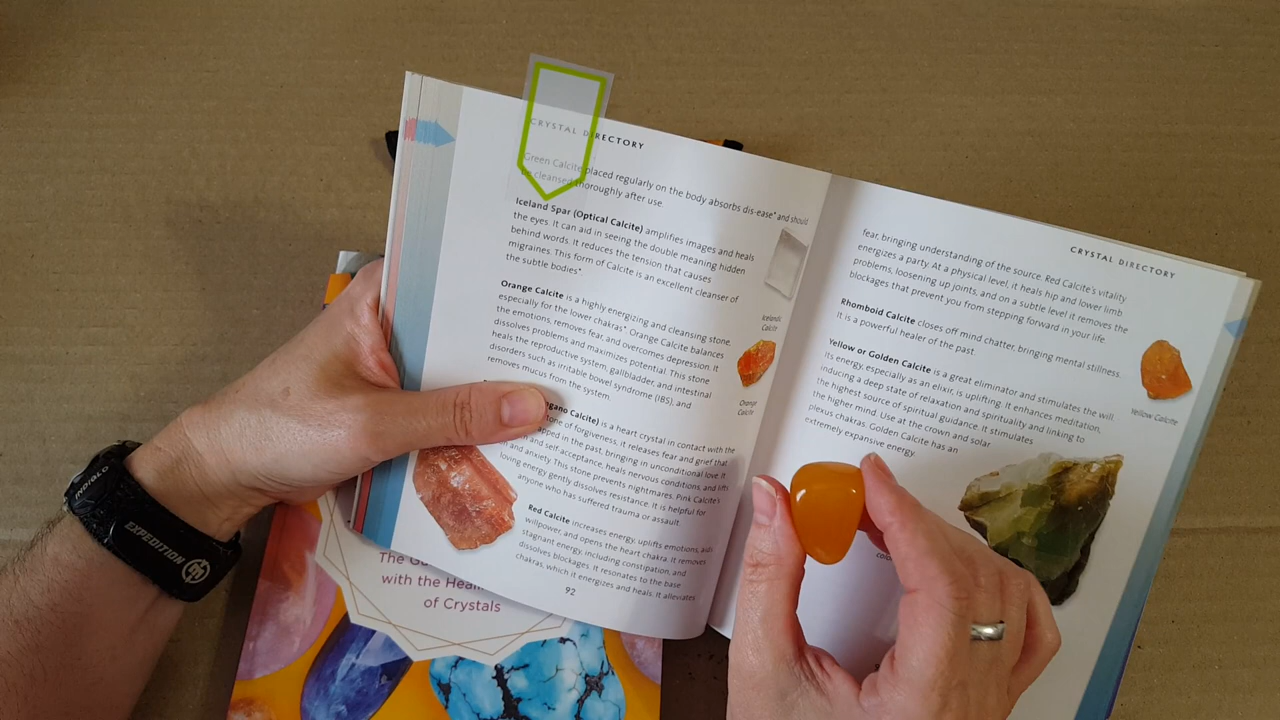 CRYSTAL DIRECTORY
Green Calcite placed regularly on the body absorbs dis-ease* and should
be cleansed thoroughly after use
Iceland Spar (Optical Calcite) amplifies images and heals
the eyes. It can aid in seeing the double meaning hidden
behind words. It reduces the tension that causes
migraines. This form of Calcite is an excellent cleanser of
the subtle bodies*.
Icelandic
Calcite
Orange Calcite is a highly energizing and cleansing stone,
especially for the lower chakras*. Orange Calcite balances
the emotions, removes fear, and overcomes depression. It
dissolves problems and maximizes potential. This stone
heals the reproductive system, gallbladder, and intestinal
disorders such as irritable bowel syndrome (IBS), and
removes mucus from the system.
Orange
Calcite
gano Calcite) is a heart crystal in contact with the
tone of forgiveness, it releases fear and grief that
apped in the past, bringing in unconditional love. It
and self-acceptance, heals nervous conditions, and lifts
and anxiety. This stone prevents nightmares. Pink Calcite's
loving energy gently dissolves resistance. It is helpful for
anyone who has suffered trauma or assault.
Red Calcite increases energy, uplifts emotions, aids
willpower, and opens the heart chakra. It removes
stagnant energy, including constipation, and
dissolves blockages. It resonates to the base
chakras, which it energizes and heals. It alleviates
92
CRYSTAL DIRECTORY
fear, bringing understanding of the source. Red Calcite's vitality
energizes a party. At a physical level, it heals hip and lower limb
problems, loosening up joints, and on a subtle level it removes the
blockages that prevent you from stepping forward in your life.
Rhomboid Calcite closes off mind chatter, bringing mental stillness.
It is a powerful healer of the past.
Yellow or Golden Calcite is a great eliminator and stimulates the will.
Its energy, especially as an elixir, is uplifting. It enhances meditation,
inducing a deep state of relaxation and spirituality and linking to
the highest source of spiritual guidance. It stimulates
the higher mind. Use at the crown and solar
plexus chakras. Golden Calcite has an
extremely expansive energy.
Yellow Calcite
The
with the Heal
of Crystals
INDIGLO
EXPEDITION